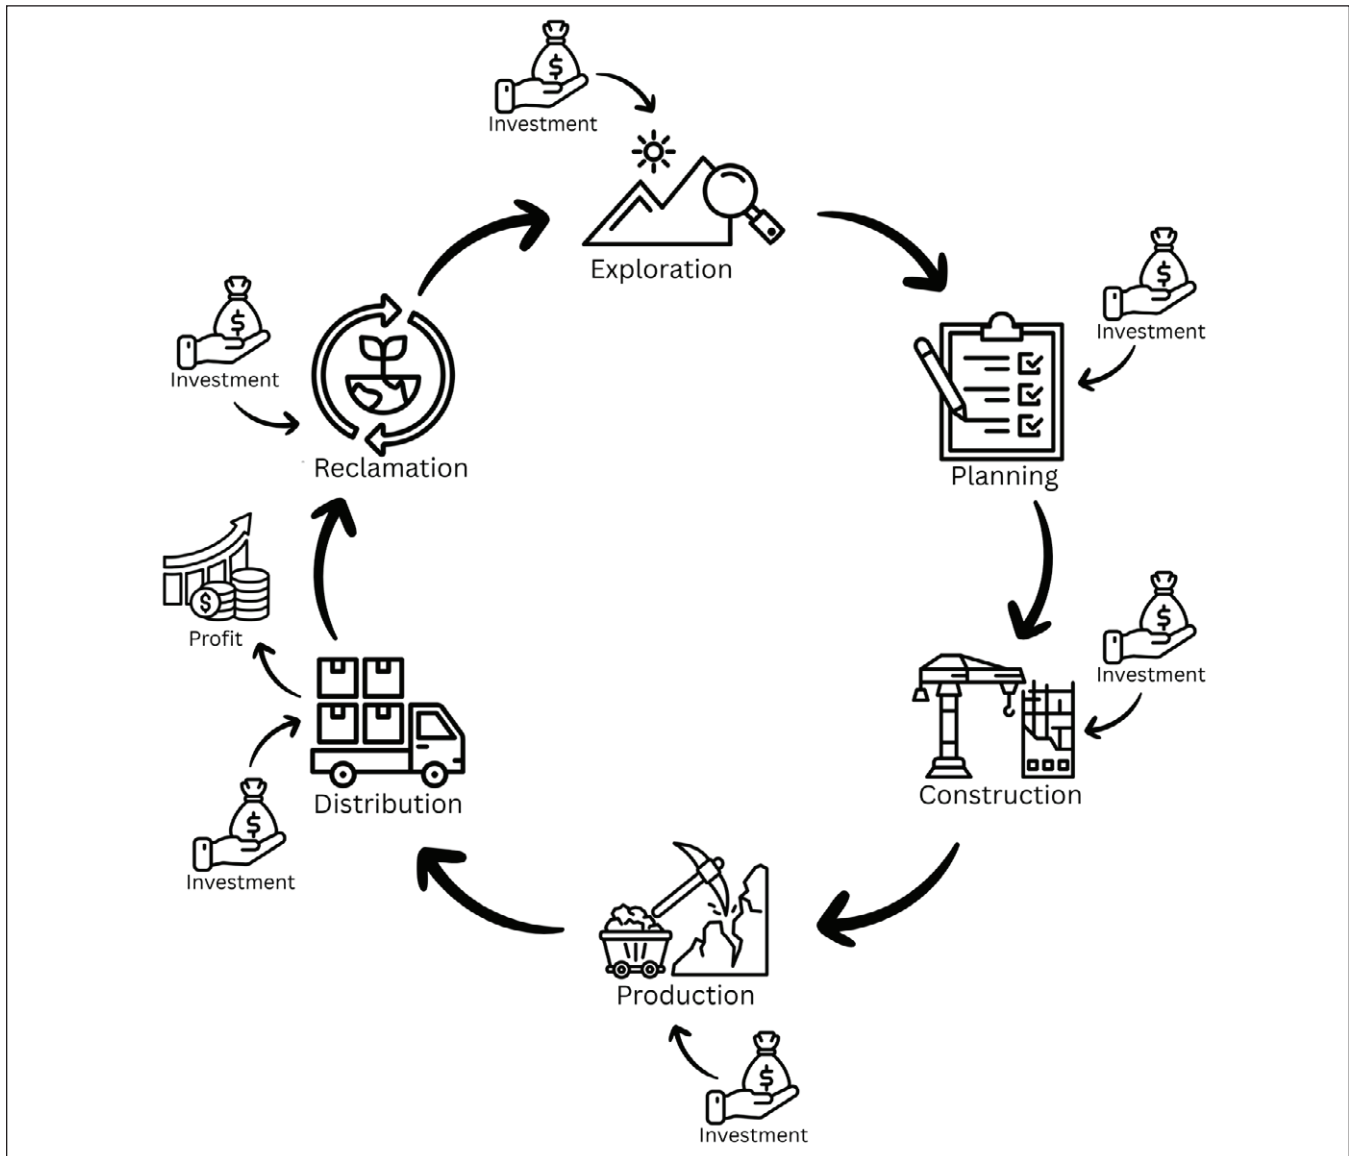 $
Investment
Exploration
$
Investment
Planning
$
Investment
Construction
Production
$
Investment
Distribution
$
Investment
$
Profit
Reclamation
$
Investment